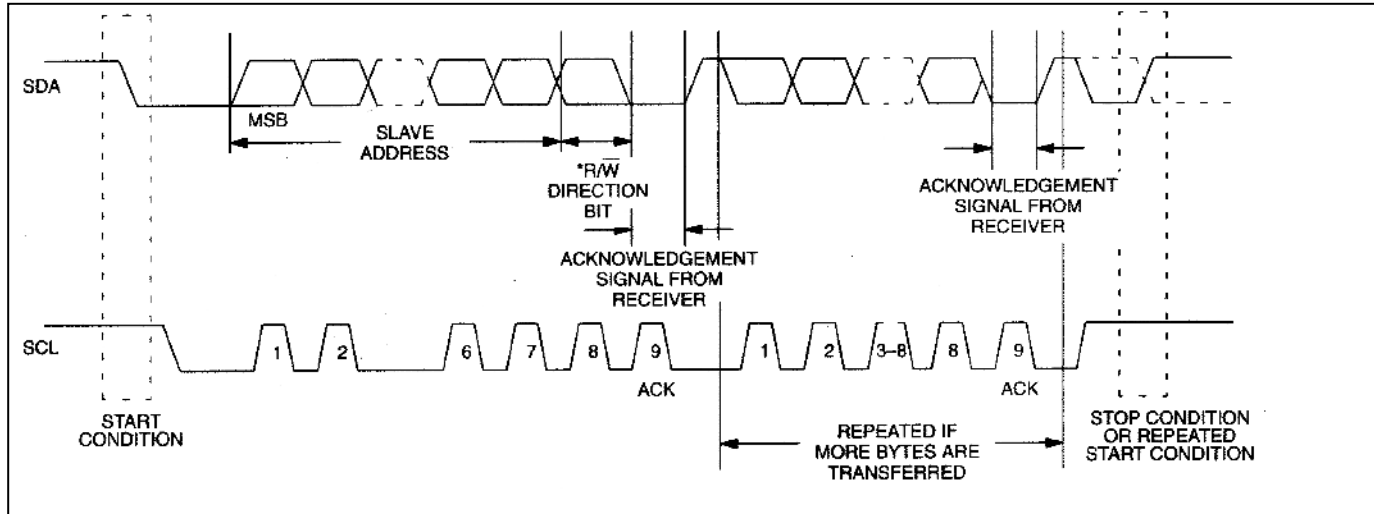 SDA
MSB
SLAVE
ADDRESS
*R/W̅
DIRECTION
BIT
ACKNOWLEDGEMENT
SIGNAL FROM
RECEIVER
ACKNOWLEDGEMENT
SIGNAL FROM
RECEIVER
SCL
1 2 6 7 8 9 1 2 3–8 8 9
ACK ACK
START
CONDITION
REPEATED IF
MORE BYTES ARE
TRANSFERRED
STOP CONDITION
OR REPEATED
START CONDITION